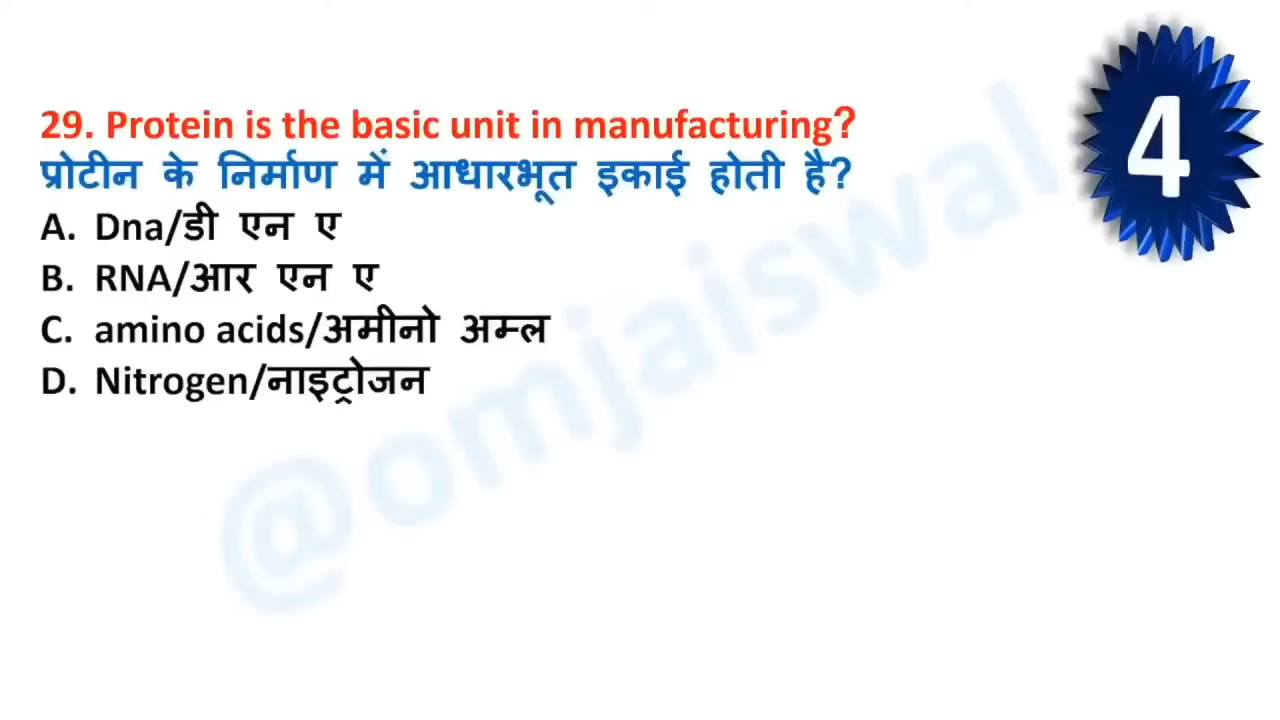 29. Protein is the basic unit in manufacturing?
प्रोटीन के निर्माण में आधारभूत इकाई होती है?
A. Dna/डी एन ए
B. RNA/आर एन ए
C. amino acids/अमीनो अम्ल
D. Nitrogen/नाइट्रोजन
4
@omjaiswal